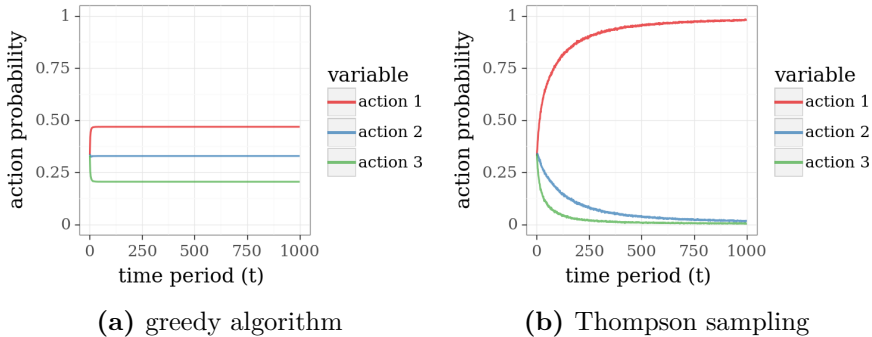 1
0.75
0.50
0.25
0
action probability
0
250
500
750
1000
time period (t)
variable
action 1
action 2
action 3
(a) greedy algorithm
1
0.75
0.50
0.25
0
action probability
0
250
500
750
1000
time period (t)
variable
action 1
action 2
action 3
(b) Thompson sampling